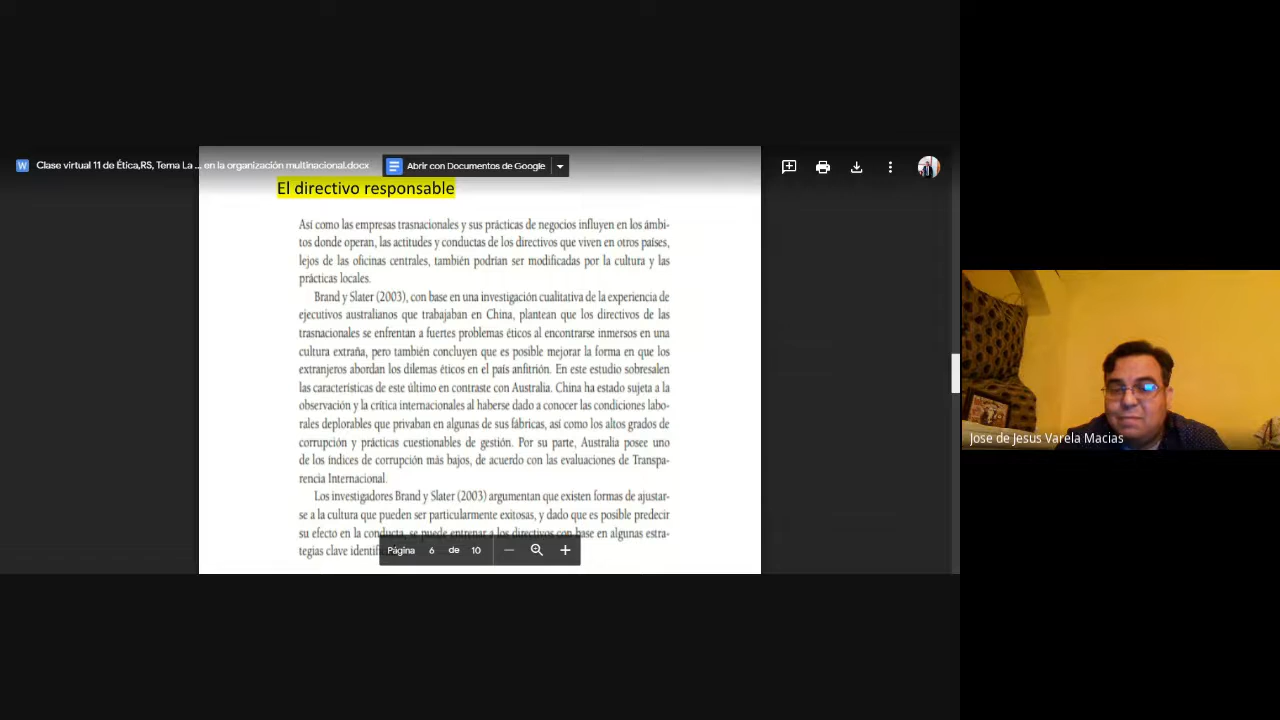 Clase virtual 11 de Ética,RS, Tema La ... en la organización multinacional.docx
Abrir con Documentos de Google
El directivo responsable
Así como las empresas trasnacionales y sus prácticas de negocios influyen en los ámbi-
tos donde operan, las actitudes y conductas de los directivos que viven en otros países,
lejos de las oficinas centrales, también podrían ser modificadas por la cultura y las
prácticas locales.
Brand y Slater (2003), con base en una investigación cualitativa de la experiencia de
ejecutivos australianos que trabajaban en China, plantean que los directivos de las
trasnacionales se enfrentan a fuertes problemas éticos al encontrarse inmersos en una
cultura extraña, pero también concluyen que es posible mejorar la forma en que los
extranjeros abordan los dilemas éticos en el país anfitrión. En este estudio sobresalen
las características de este último en contraste con Australia. China ha estado sujeta a la
observación y la crítica internacionales al haberse dado a conocer las condiciones labo-
rales deplorables que privaban en algunas de sus fábricas, así como los altos grados de
corrupción y prácticas cuestionables de gestión. Por su parte, Australia posee uno
de los índices de corrupción más bajos, de acuerdo con las evaluaciones de Transpa-
rencia Internacional.
Los investigadores Brand y Slater (2003) argumentan que existen formas de ajustar-
se a la cultura que pueden ser particularmente exitosas, y dado que es posible predecir
su efecto en la conducta, se puede entrenar a los directivos con base en algunas estra-
tegias clave
Página 6 de 10
Jose de Jesus Varela Macias